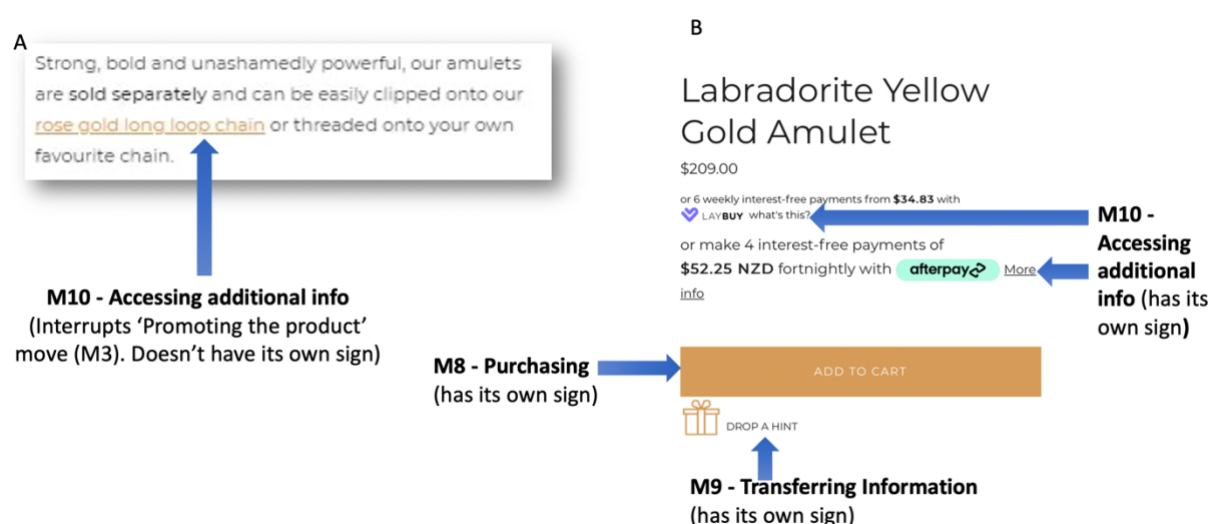 A
Strong, bold and unashamedly powerful, our amulets
are sold separately and can be easily clipped onto our
rose gold long loop chain or threaded onto your own
favourite chain.
M10 - Accessing additional info
(Interrupts ‘Promoting the product’
move (M3). Doesn’t have its own sign)
B
Labradorite Yellow
Gold Amulet
$209.00
or 6 weekly interest-free payments from $34.83 with
LAYBUY what's this?
or make 4 interest-free payments of
$52.25 NZD fortnightly with afterpay More
info
M10 -
Accessing
additional
info (has its
own sign)
M8 - Purchasing
(has its own sign)
ADD TO CART
DROP A HINT
M9 - Transferring Information
(has its own sign)